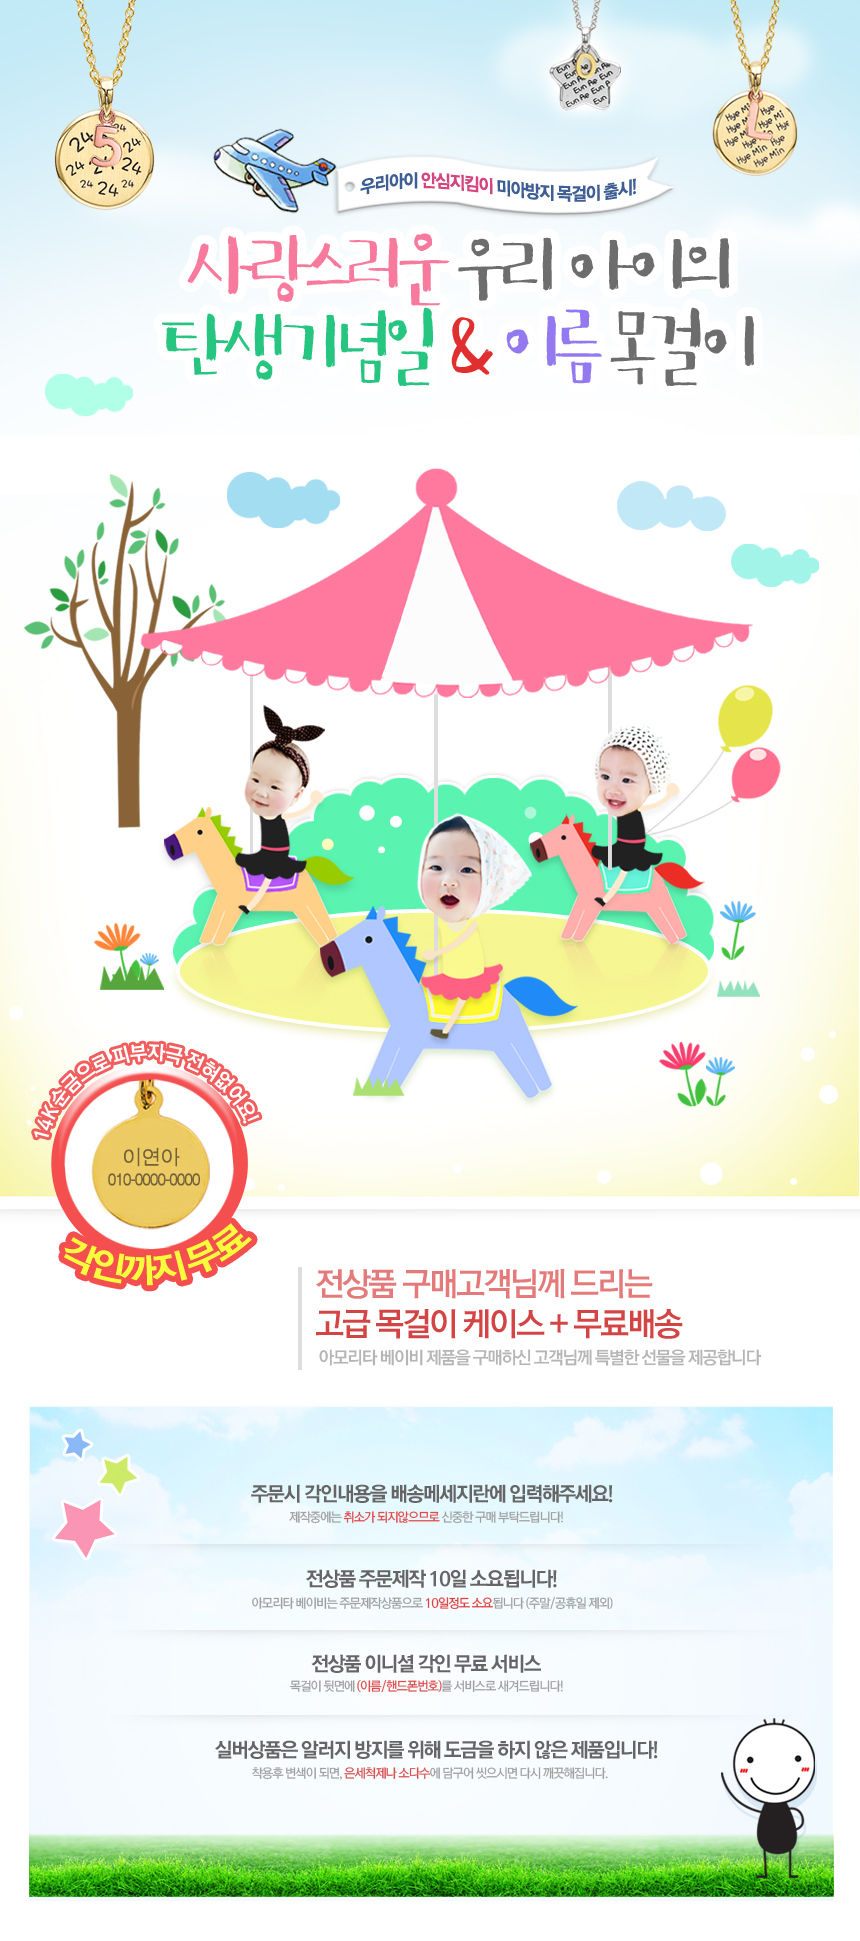 우리아이 안심지킴이 미아방지 목걸이 출시!
사랑스러운 우리 아이의
탄생기념일 & 이름 목걸이
14K순금으로 피부자극 전혀없어요!
이연아
010-0000-0000
각인까지 무료
전상품 구매고객님께 드리는
고급 목걸이 케이스 + 무료배송
아모리타 베이비 제품을 구매하신 고객님께 특별한 선물을 제공합니다
주문시 각인내용을 배송메세지란에 입력해주세요!
제작중에는 취소가 되지않으므로 신중한 구매 부탁드립니다!
전상품 주문제작 10일 소요됩니다!
아모리타 베이비는 주문제작상품으로 10일정도 소요됩니다 (주말/공휴일 제외)
전상품 이니셜 각인 무료 서비스
목걸이 뒷면에 (이름/핸드폰번호)를 서비스로 새겨드립니다!
실버상품은 알러지 방지를 위해 도금을 하지 않은 제품입니다!
착용후 변색이 되면, 은세척제나 소다수에 담구어 씻으시면 다시 깨끗해집니다.